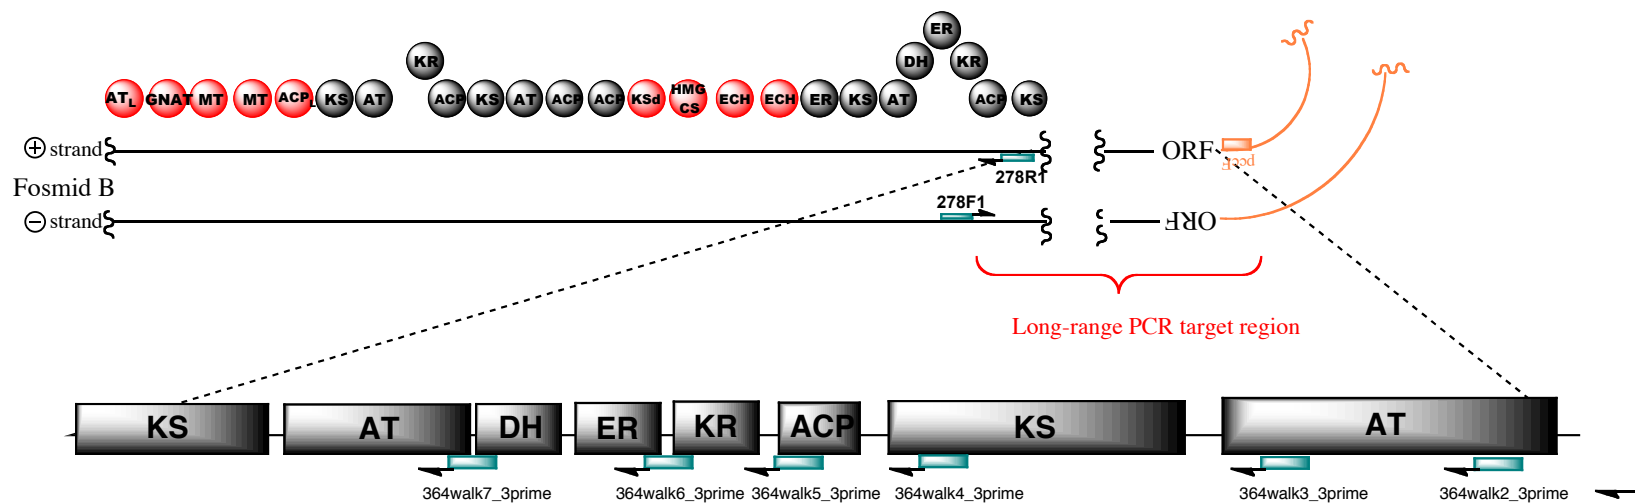 ER
KR DH KR
AT L GNAT MT MT ACP L KS AT ACP KS AT ACP ACP KSd HMG CS ECH ECH ER KS AT ACP KS
+ strand ORF pccF
278R1
Fosmid B
278F1
− strand ORF
Long-range PCR target region
KS AT DH ER KR ACP KS AT
364walk7_3prime 364walk6_3prime 364walk5_3prime 364walk4_3prime 364walk3_3prime 364walk2_3prime